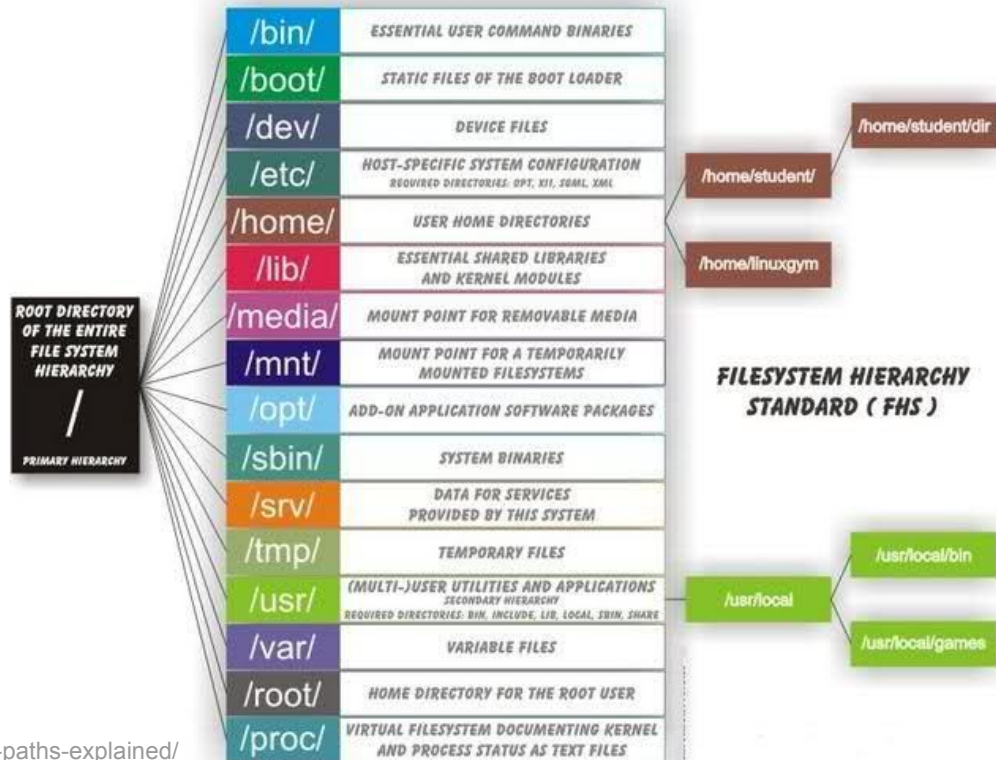 ROOT DIRECTORY
OF THE ENTIRE
FILE SYSTEM
HIERARCHY
/
PRIMARY HIERARCHY
/bin/
ESSENTIAL USER COMMAND BINARIES
/boot/
STATIC FILES OF THE BOOT LOADER
/dev/
DEVICE FILES
/etc/
HOST-SPECIFIC SYSTEM CONFIGURATION
REQUIRED DIRECTORIES: OPT, XII, SGML, XML
/home/
USER HOME DIRECTORIES
/lib/
ESSENTIAL SHARED LIBRARIES
AND KERNEL MODULES
/media/
MOUNT POINT FOR REMOVABLE MEDIA
/mnt/
MOUNT POINT FOR A TEMPORARILY
MOUNTED FILESYSTEMS
/opt/
ADD-ON APPLICATION SOFTWARE PACKAGES
/sbin/
SYSTEM BINARIES
/srv/
DATA FOR SERVICES
PROVIDED BY THIS SYSTEM
/tmp/
TEMPORARY FILES
/usr/
(MULTI-)USER UTILITIES AND APPLICATIONS
SECONDARY HIERARCHY
REQUIRED DIRECTORIES: BIN, INCLUDE, LIB, LOCAL, SBIN, SHARE
/var/
VARIABLE FILES
/root/
HOME DIRECTORY FOR THE ROOT USER
/proc/
VIRTUAL FILESYSTEM DOCUMENTING KERNEL
AND PROCESS STATUS AS TEXT FILES
/home/student/
/home/student/dir
/home/linuxgym
FILESYSTEM HIERARCHY
STANDARD ( FHS )
/usr/local
/usr/local/bin
/usr/local/games
-paths-explained/